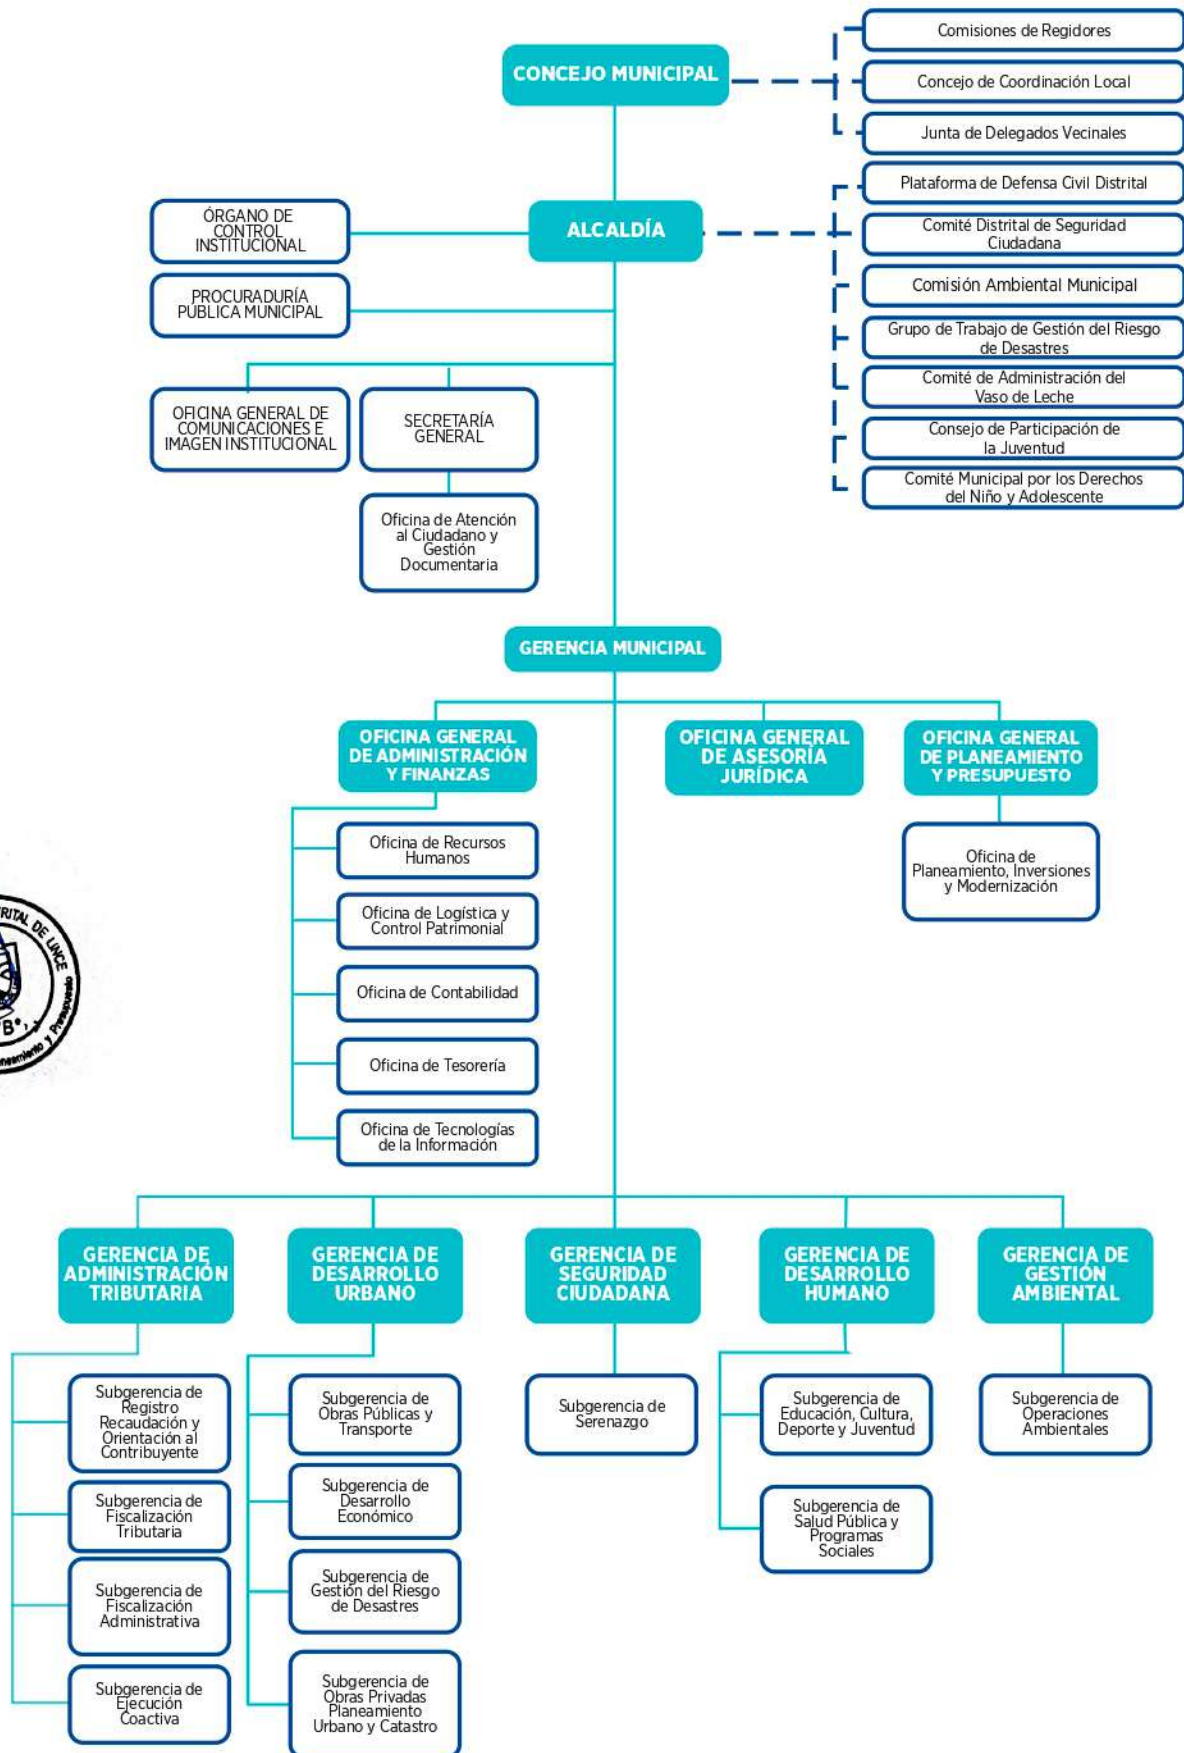 Comisiones de Regidores
CONCEJO MUNICIPAL
Concejo de Coordinación Local
Junta de Delegados Vecinales
Plataforma de Defensa Civil Distrital
ÓRGANO DE
CONTROL
INSTITUCIONAL
ALCALDÍA
Comité Distrital de Seguridad
Ciudadana
PROCURADURÍA
PÚBLICA MUNICIPAL
Comisión Ambiental Municipal
Grupo de Trabajo de Gestión del Riesgo
de Desastres
Comité de Administración del
Vaso de Leche
Consejo de Participación de
la Juventud
Comité Municipal por los Derechos
del Niño y Adolescente
OFICINA GENERAL DE
COMUNICACIONES E
IMAGEN INSTITUCIONAL
SECRETARÍA
GENERAL
Oficina de Atención
al Ciudadano y
Gestión
Documentaria
GERENCIA MUNICIPAL
OFICINA GENERAL
DE ADMINISTRACIÓN
Y FINANZAS
OFICINA GENERAL
DE ASESORÍA
JURÍDICA
OFICINA GENERAL
DE PLANEAMIENTO
Y PRESUPUESTO
Oficina de Recursos
Humanos
Oficina de Logística y
Control Patrimonial
Oficina de Contabilidad
Oficina de Tesorería
Oficina de Tecnologías
de la Información
Oficina de
Planeamiento, Inversiones
y Modernización
DE LINCE
y Presupuesto
GERENCIA DE
ADMINISTRACIÓN
TRIBUTARIA
GERENCIA DE
DESARROLLO
URBANO
GERENCIA DE
SEGURIDAD
CIUDADANA
GERENCIA DE
DESARROLLO
HUMANO
GERENCIA DE
GESTIÓN
AMBIENTAL
Subgerencia de
Registro
Recaudación y
Orientación al
Contribuyente
Subgerencia de
Fiscalización
Tributaria
Subgerencia de
Fiscalización
Administrativa
Subgerencia de
Ejecución
Coactiva
Subgerencia de
Obras Públicas y
Transporte
Subgerencia de
Desarrollo
Económico
Subgerencia de
Gestión del Riesgo
de Desastres
Subgerencia de
Obras Privadas
Planeamiento
Urbano y Catastro
Subgerencia de
Serenazgo
Subgerencia de
Educación, Cultura,
Deporte y Juventud
Subgerencia de
Salud Pública y
Programas
Sociales
Subgerencia de
Operaciones
Ambientales